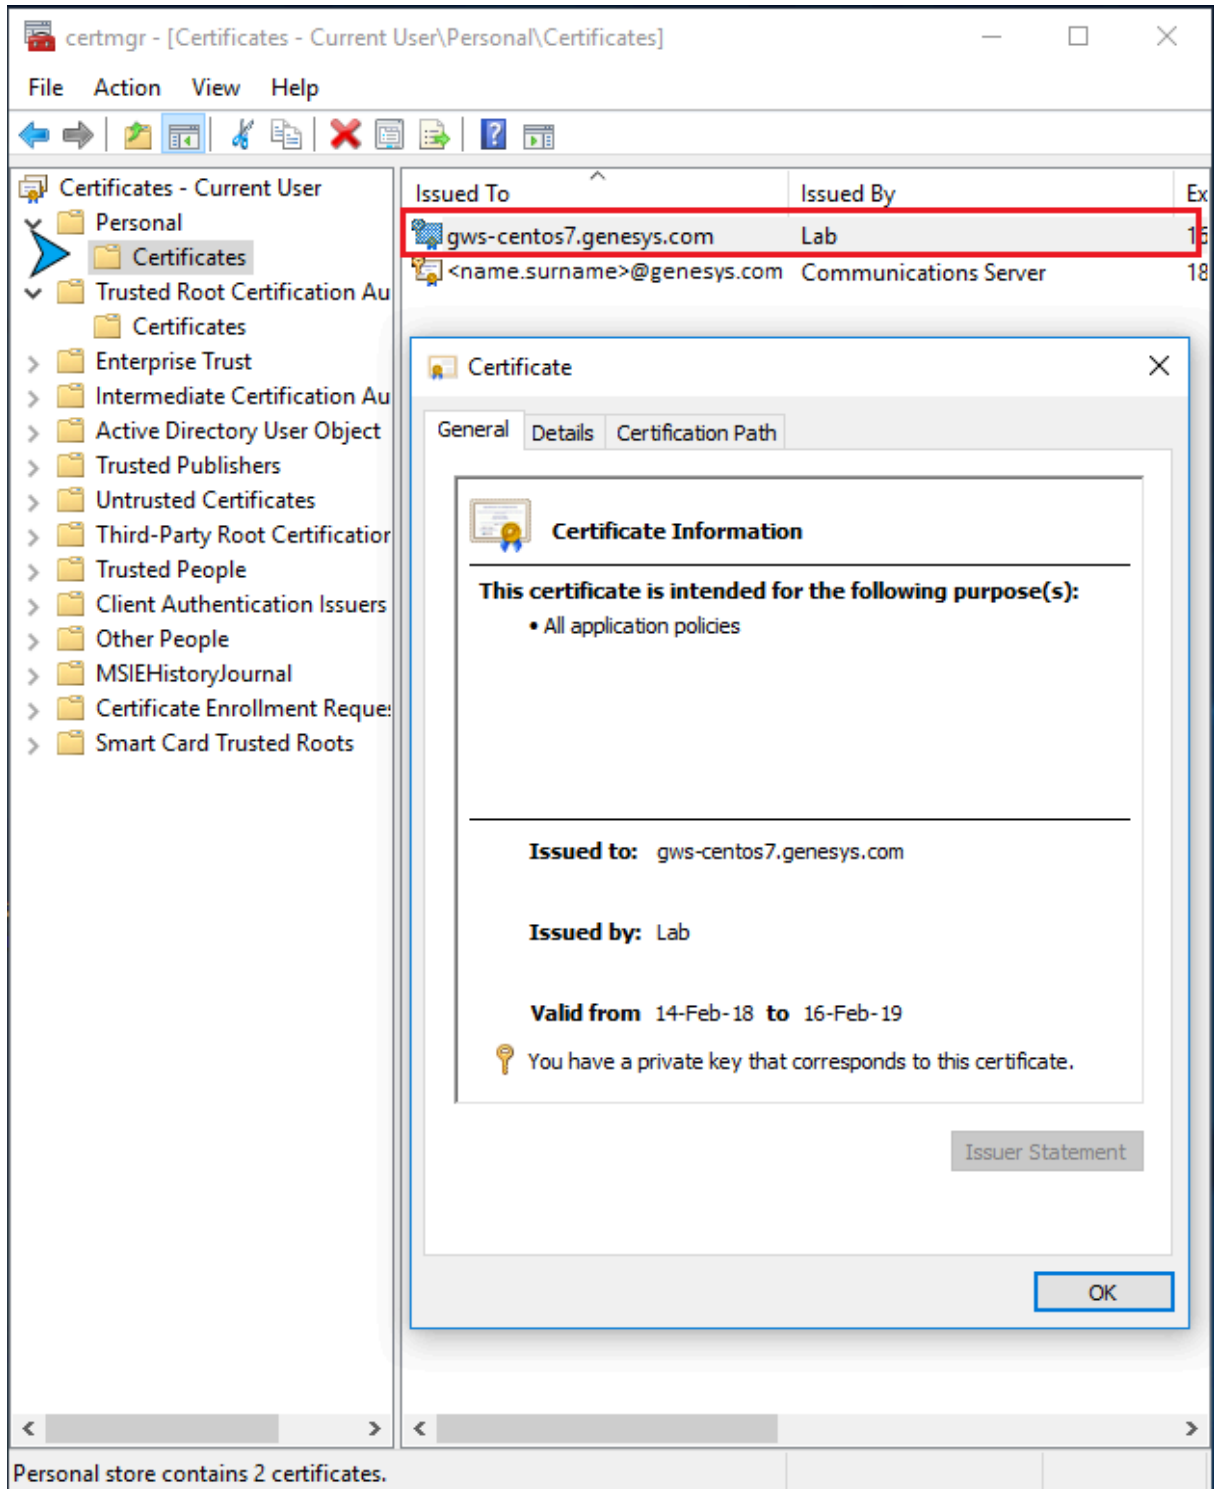 certmgr - [Certificates - Current User\Personal\Certificates]
File Action View Help
Certificates - Current User
Personal
Certificates
Trusted Root Certification Au
Certificates
Enterprise Trust
Intermediate Certification Au
Active Directory User Object
Trusted Publishers
Untrusted Certificates
Third-Party Root Certification
Trusted People
Client Authentication Issuers
Other People
MSIEHistoryJournal
Certificate Enrollment Reques
Smart Card Trusted Roots
Issued To Issued By Ex
gws-centos7.genesys.com Lab 16
<name.surname>@genesys.com Communications Server 18
Certificate
General Details Certification Path
Certificate Information
This certificate is intended for the following purpose(s):
• All application policies
Issued to: gws-centos7.genesys.com
Issued by: Lab
Valid from 14-Feb-18 to 16-Feb-19
You have a private key that corresponds to this certificate.
Issuer Statement
OK
Personal store contains 2 certificates.